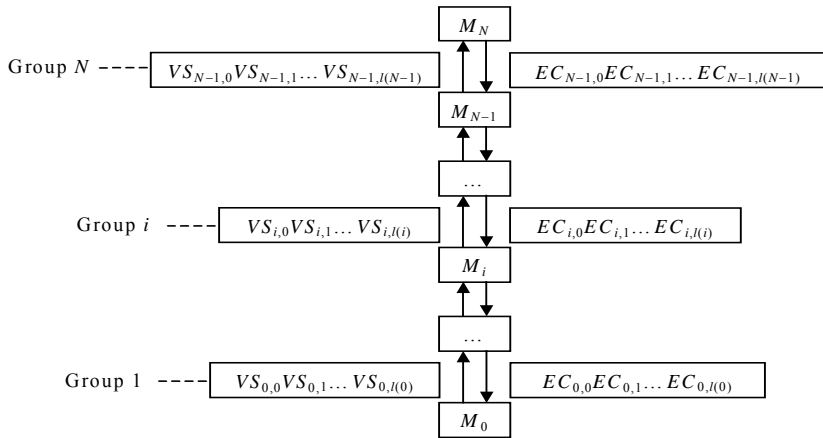 M_N
Group N VS_{N−1,0}VS_{N−1,1}… VS_{N−1,l(N−1)} EC_{N−1,0}EC_{N−1,1}… EC_{N−1,l(N−1)}
M_{N−1}
…
Group i VS_{i,0}VS_{i,1}… VS_{i,l(i)} EC_{i,0}EC_{i,1}… EC_{i,l(i)}
M_i
…
Group 1 VS_{0,0}VS_{0,1}… VS_{0,l(0)} EC_{0,0}EC_{0,1}… EC_{0,l(0)}
M_0